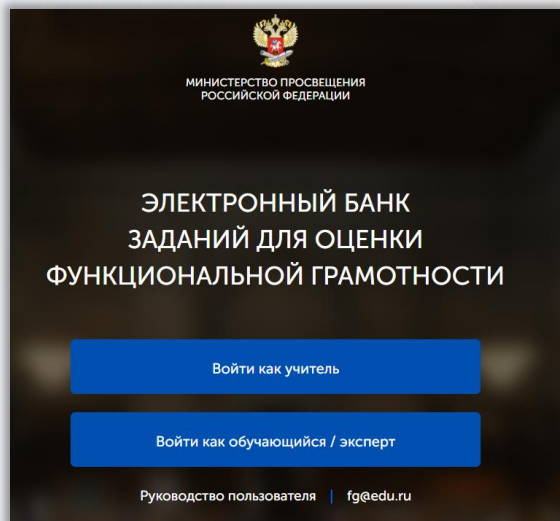 МИНИСТЕРСТВО ПРОСВЕЩЕНИЯ
РОССИЙСКОЙ ФЕДЕРАЦИИ
ЭЛЕКТРОННЫЙ БАНК
ЗАДАНИЙ ДЛЯ ОЦЕНКИ
ФУНКЦИОНАЛЬНОЙ ГРАМОТНОСТИ
Войти как учитель
Войти как обучающийся / эксперт
Руководство пользователя | fg@edu.ru